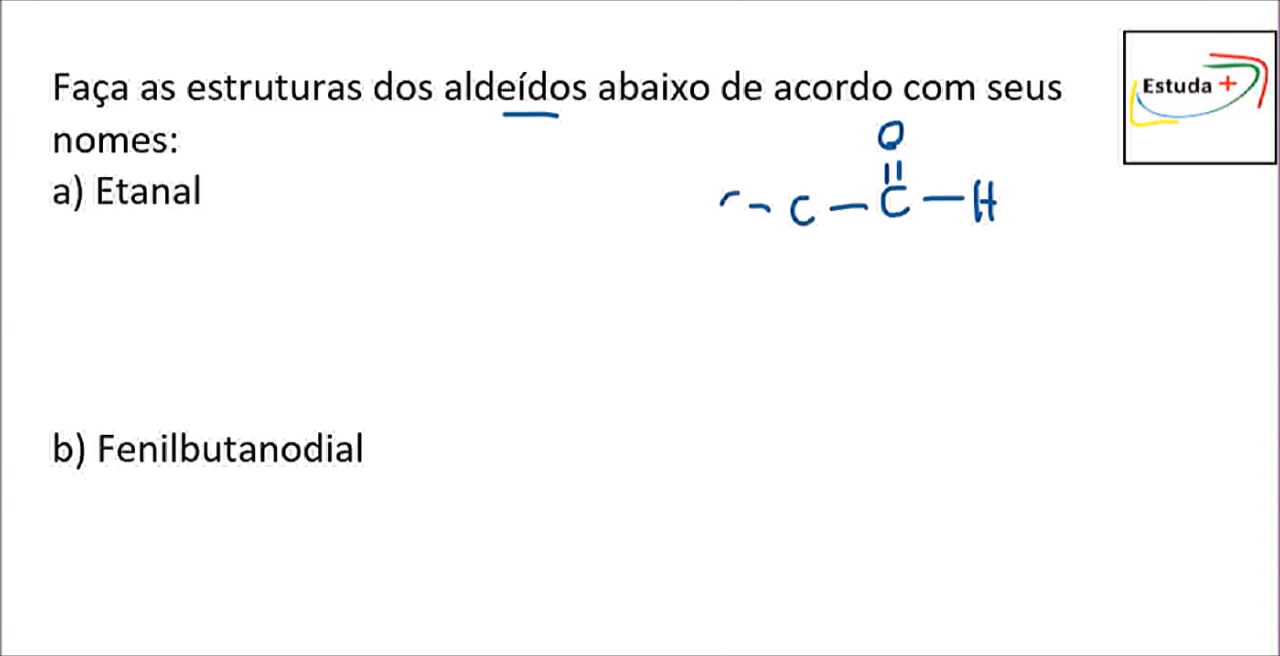 Faça as estruturas dos aldeídos abaixo de acordo com seus
nomes:
a) Etanal
b) Fenilbutanodial
O
||
C — C — H
Estuda +